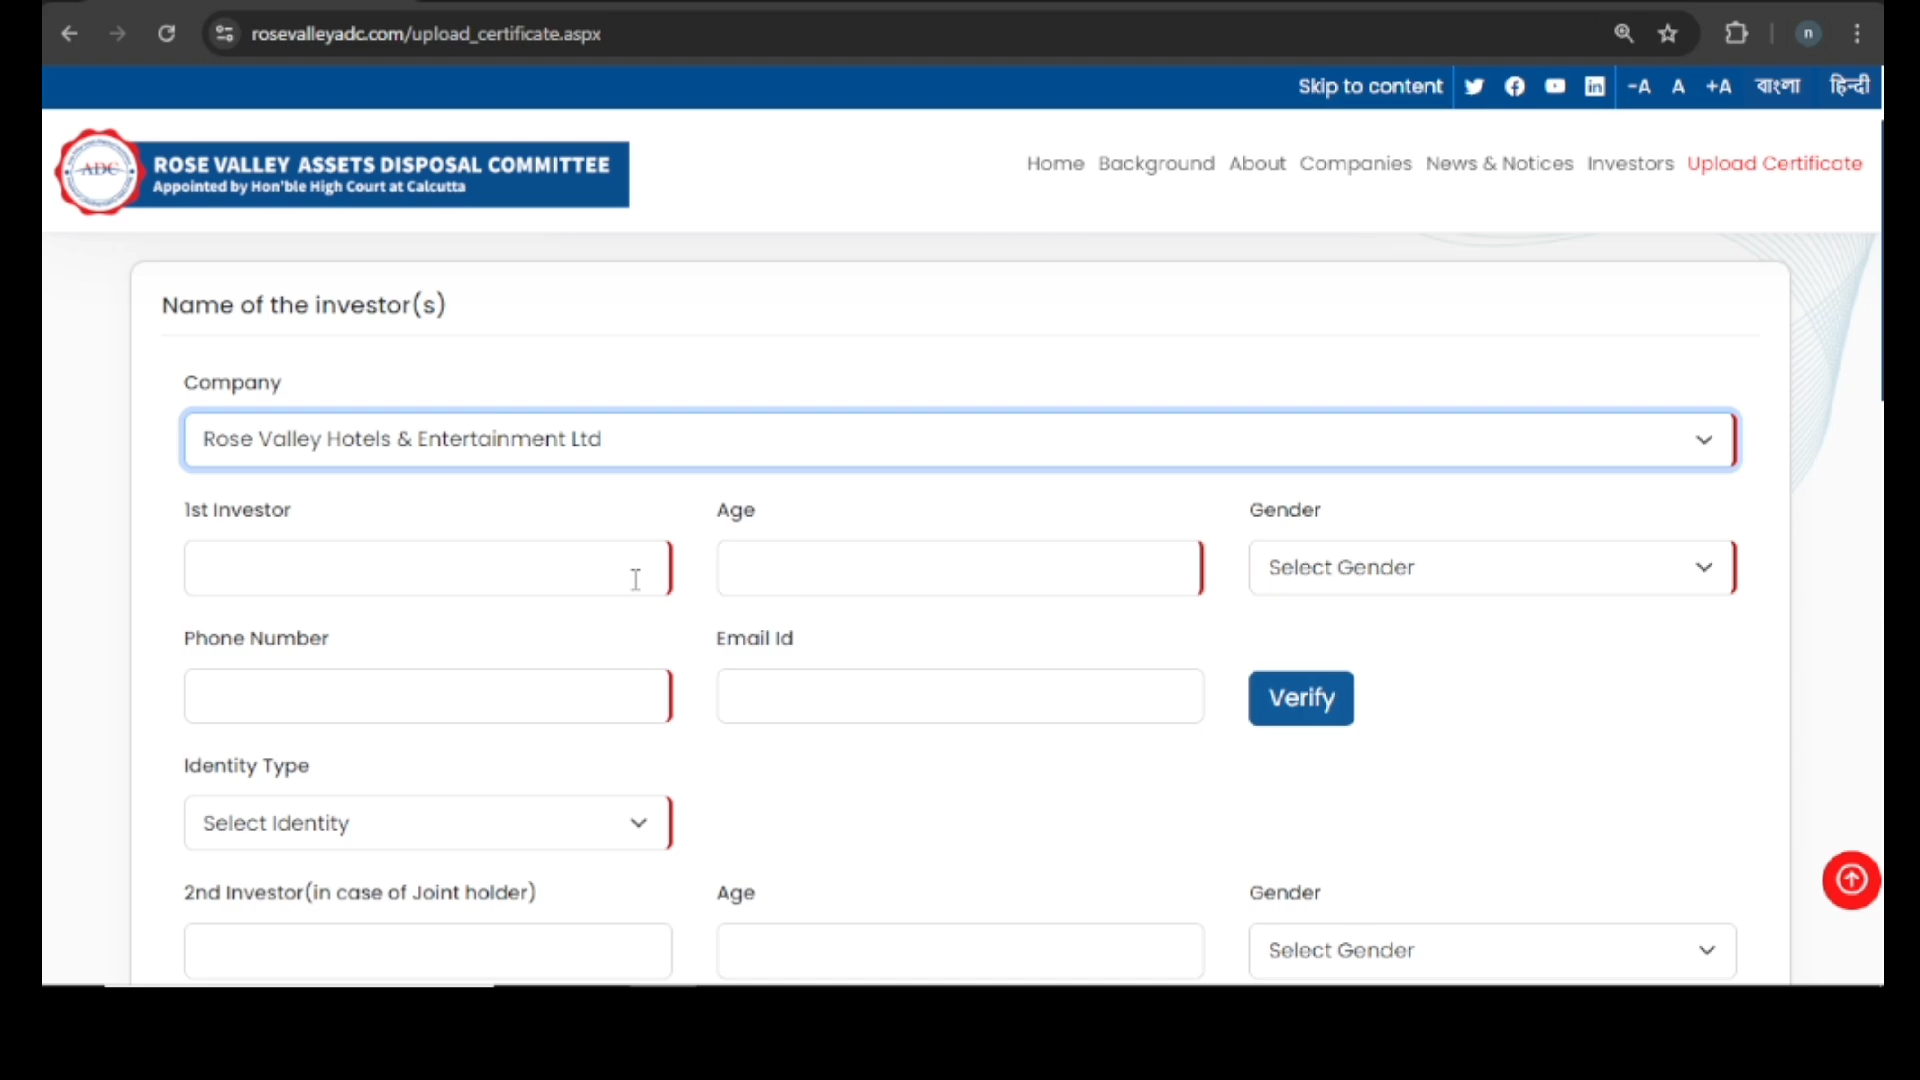 rosevalleyadc.com/upload_certificate.aspx
n
Skip to content
-A A +A বাংলা हिन्दी
ADC
ROSE VALLEY ASSETS DISPOSAL COMMITTEE
Appointed by Hon'ble High Court at Calcutta
Home Background About Companies News & Notices Investors Upload Certificate
Name of the investor(s)
Company
Rose Valley Hotels & Entertainment Ltd
1st Investor Age Gender
Select Gender
Phone Number Email Id
Verify
Identity Type
Select Identity
2nd Investor(in case of Joint holder) Age Gender
Select Gender